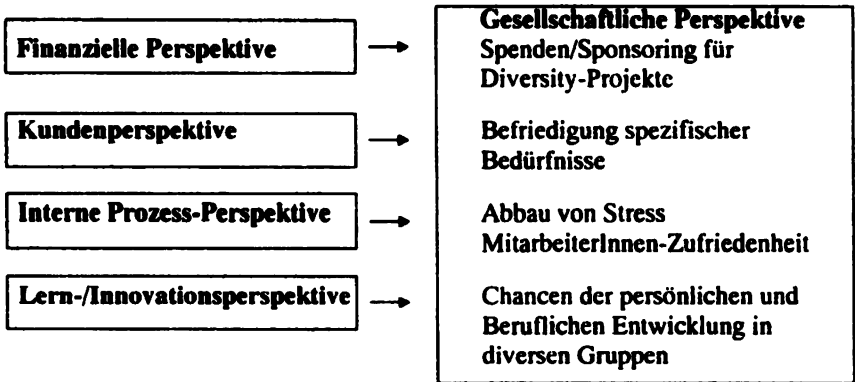 Finanzielle Perspektive
Kundenperspektive
Interne Prozess-Perspektive
Lern-/Innovationsperspektive
Gesellschaftliche Perspektive
Spenden/Sponsoring für
Diversity-Projekte
Befriedigung spezifischer
Bedürfnisse
Abbau von Stress
MitarbeiterInnen-Zufriedenheit
Chancen der persönlichen und
Beruflichen Entwicklung in
diversen Gruppen